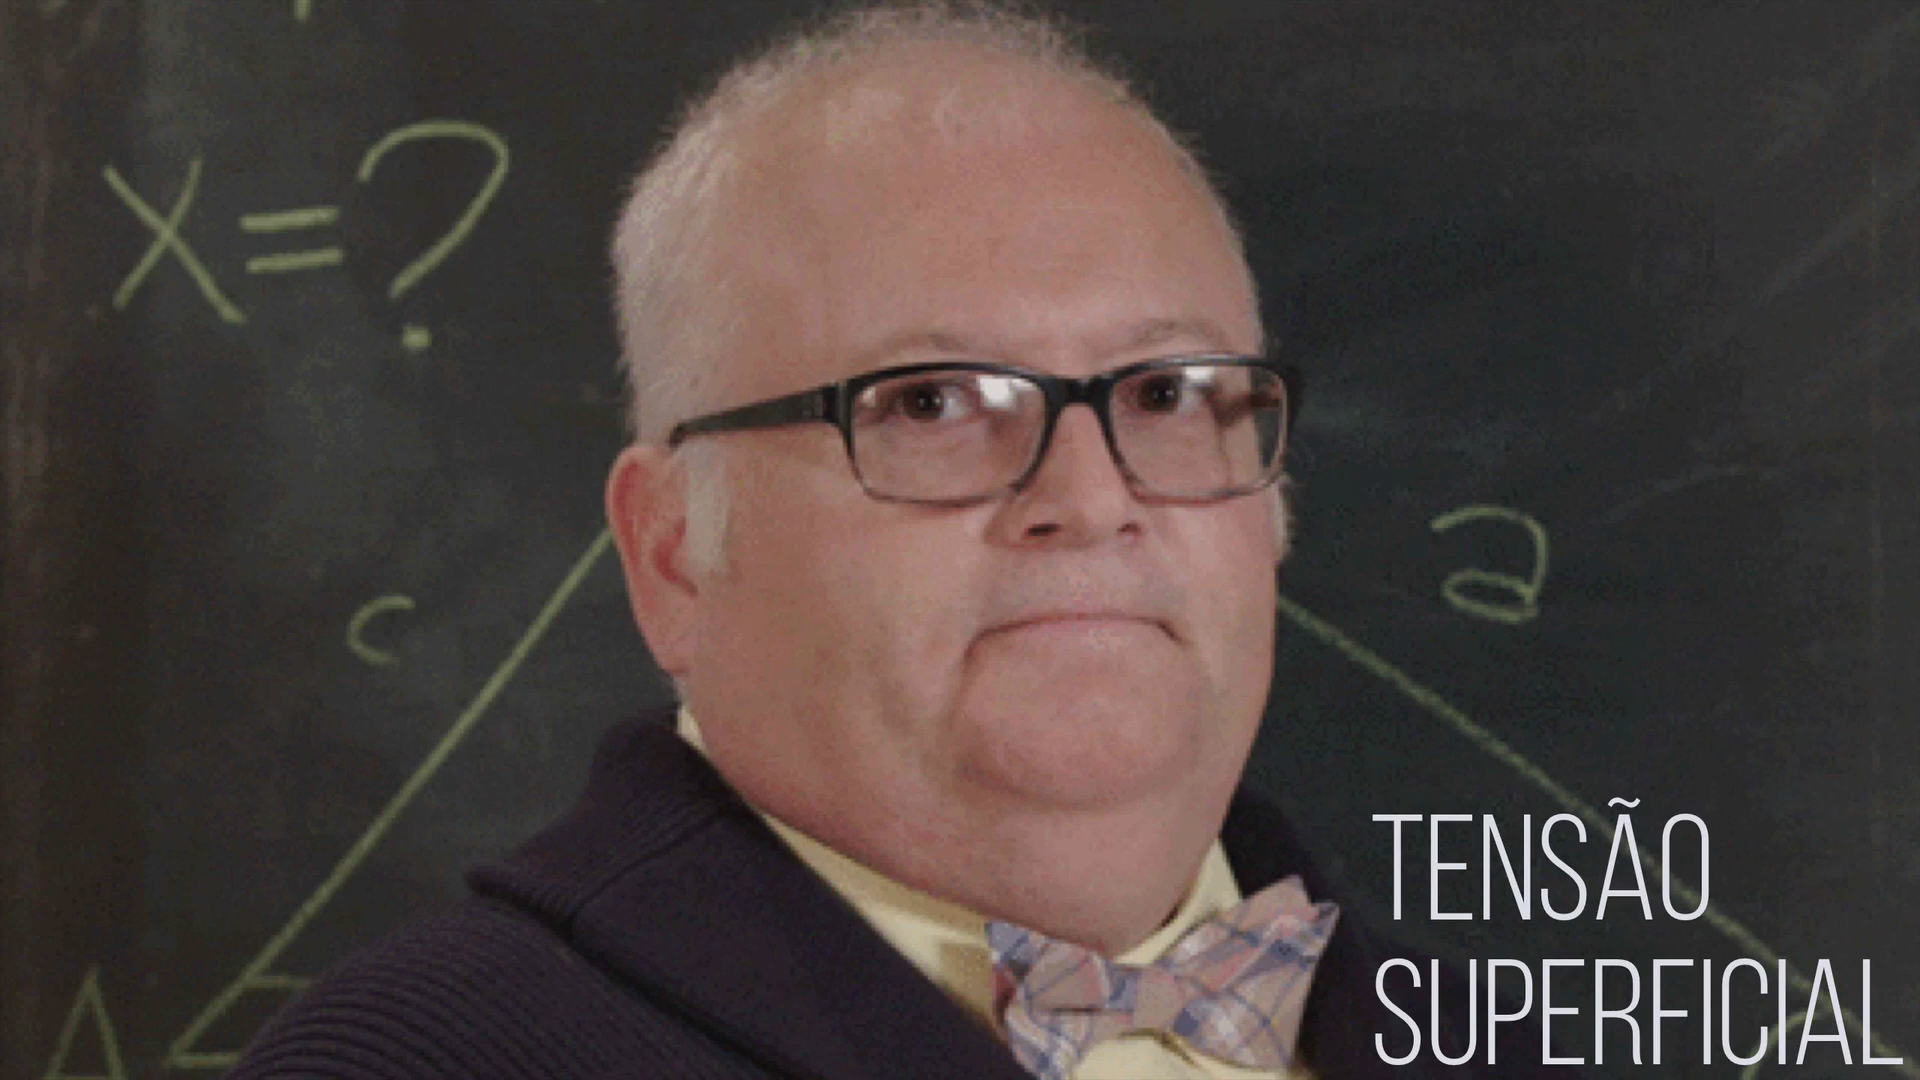 x=?
c
a
A
TENSÃO
SUPERFICIAL